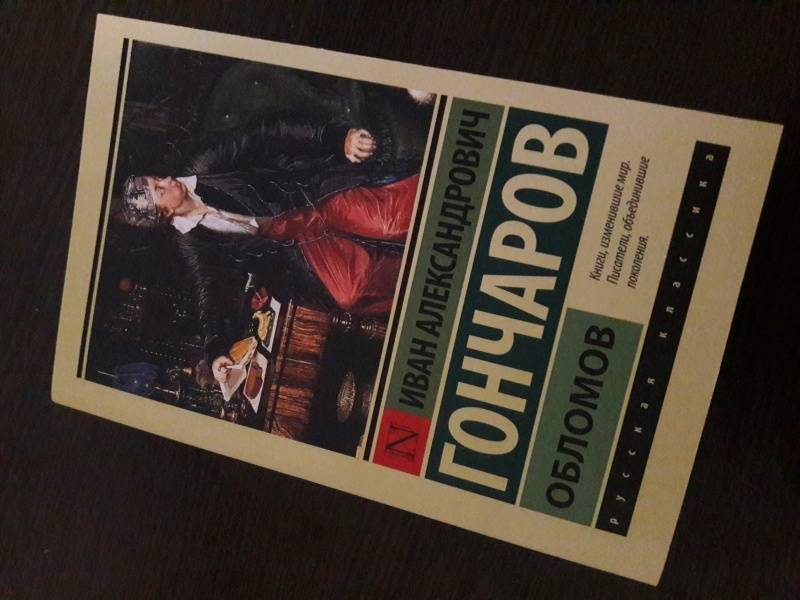 N
ИВАН АЛЕКСАНДРОВИЧ
ГОНЧАРОВ
ОБЛОМОВ
Книги, изменившие мир.
Писатели, объединившие
поколения.
русская классика